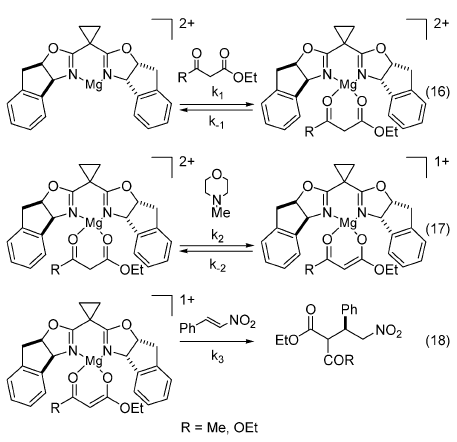 2+ 2+
O O O O O O
N N R OEt N N
Mg k₁ Mg (16)
k₋₁ O O
R OEt
2+ 1+
O O O O O
N N N N N
Mg Me Mg (17)
O O k₂ O O
R OEt k₋₂ R OEt
1+
O O Ph NO₂ O Ph
N N EtO NO₂ (18)
Mg k₃ COR
O O
R OEt
R = Me, OEt